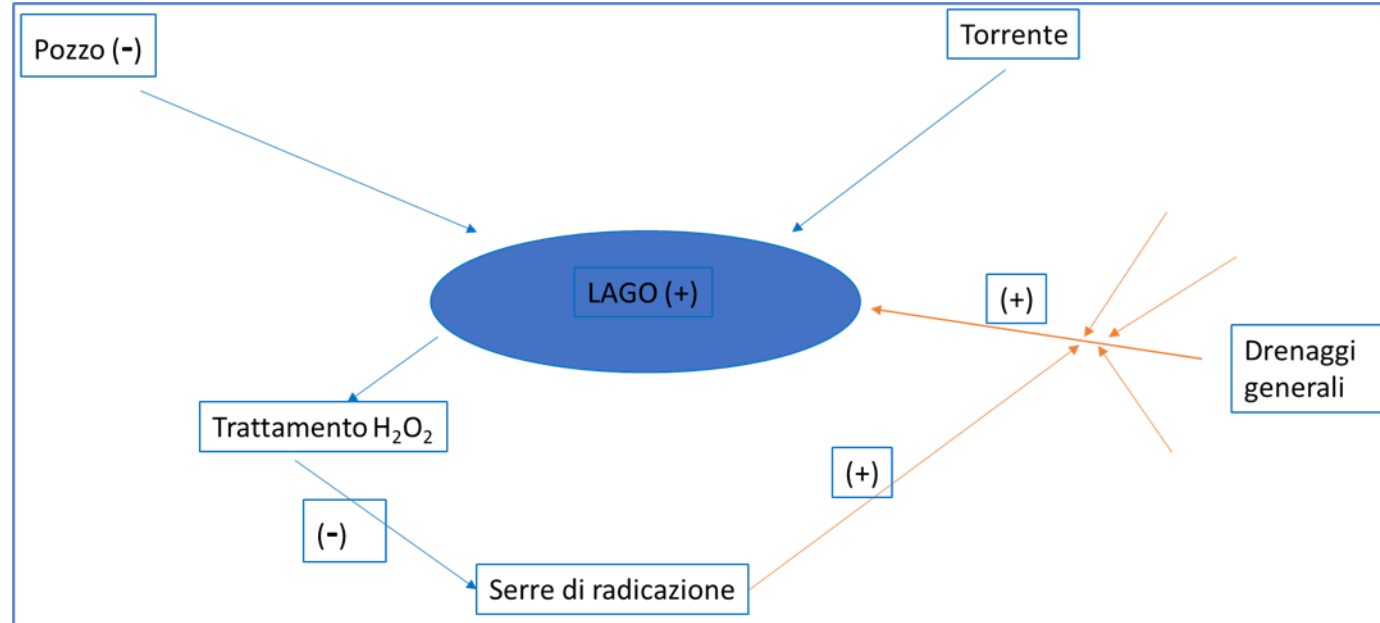 Pozzo (-)
Torrente
LAGO (+)
(+)
Drenaggi
generali
Trattamento H₂O₂
(+)
(-)
Serre di radicazione